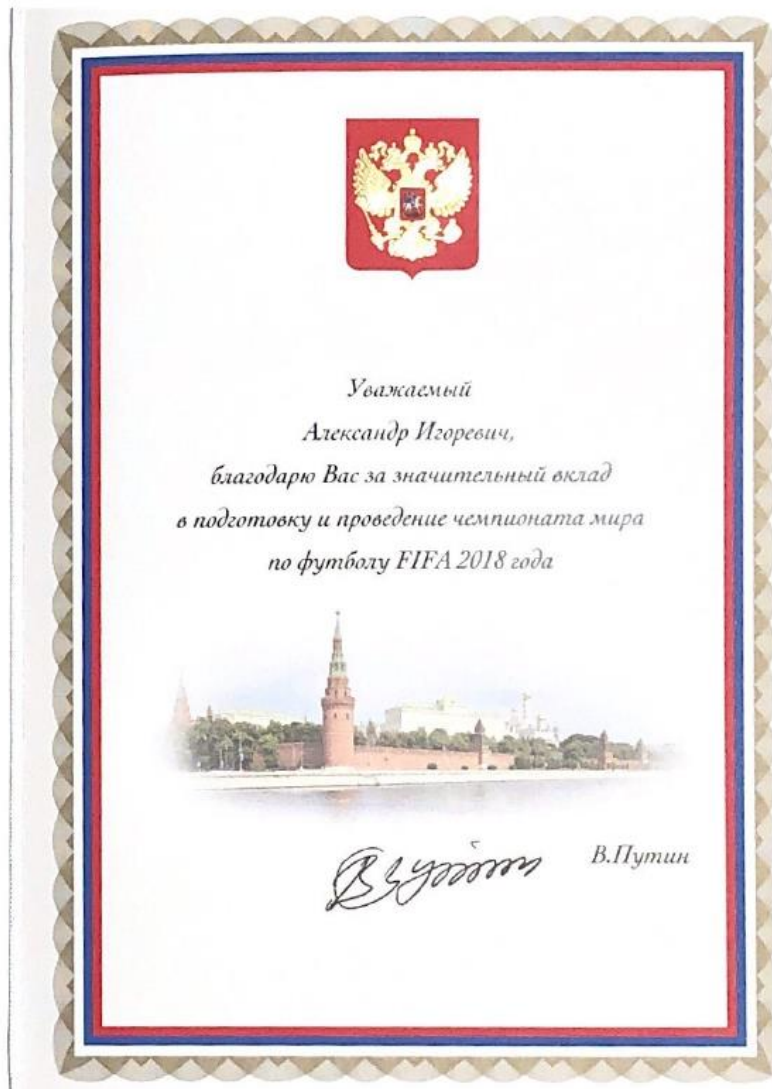 Уважаемый
Александр Игоревич,
благодарю Вас за значительный вклад
в подготовку и проведение чемпионата мира
по футболу FIFA 2018 года
В.Путин